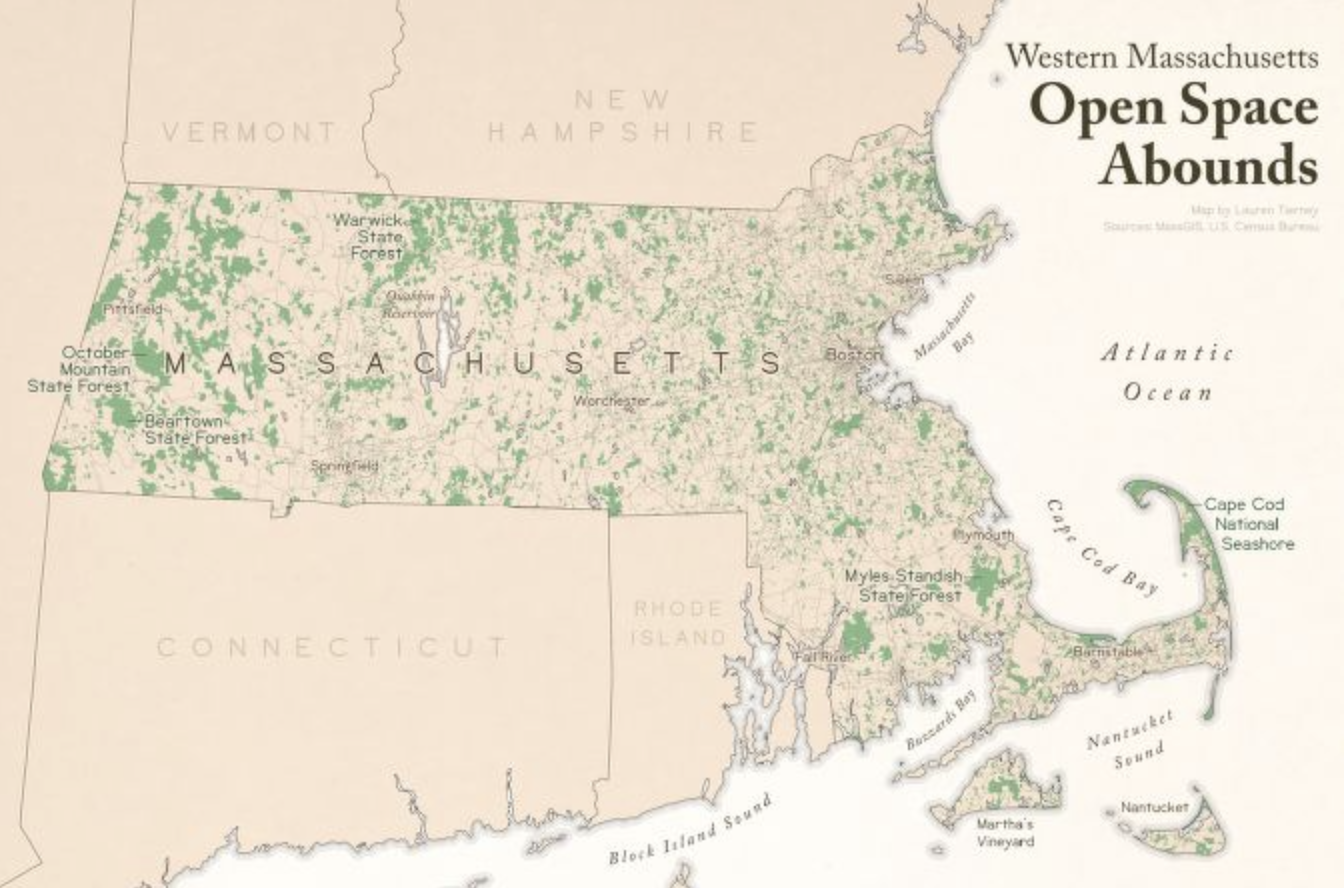 Western Massachusetts
Open Space
Abounds
Map by Lauren Tierney
Sources: MassGIS, U.S. Census Bureau
NEW
HAMPSHIRE
VERMONT
Warwick
State
Forest
Salem
Quabbin
Reservoir
Pittsfield
Massachusetts
Bay
Atlantic
Ocean
October
Mountain
State Forest
MASSACHUSETTS
Boston
Worchester
Beartown
State Forest
Springfield
Cape Cod
National
Seashore
Cape Cod Bay
Plymouth
Myles Standish
State Forest
RHODE
ISLAND
CONNECTICUT
Fall River
Barnstable
Buzzards Bay
Nantucket
Sound
Nantucket
Martha's
Vineyard
Block Island Sound